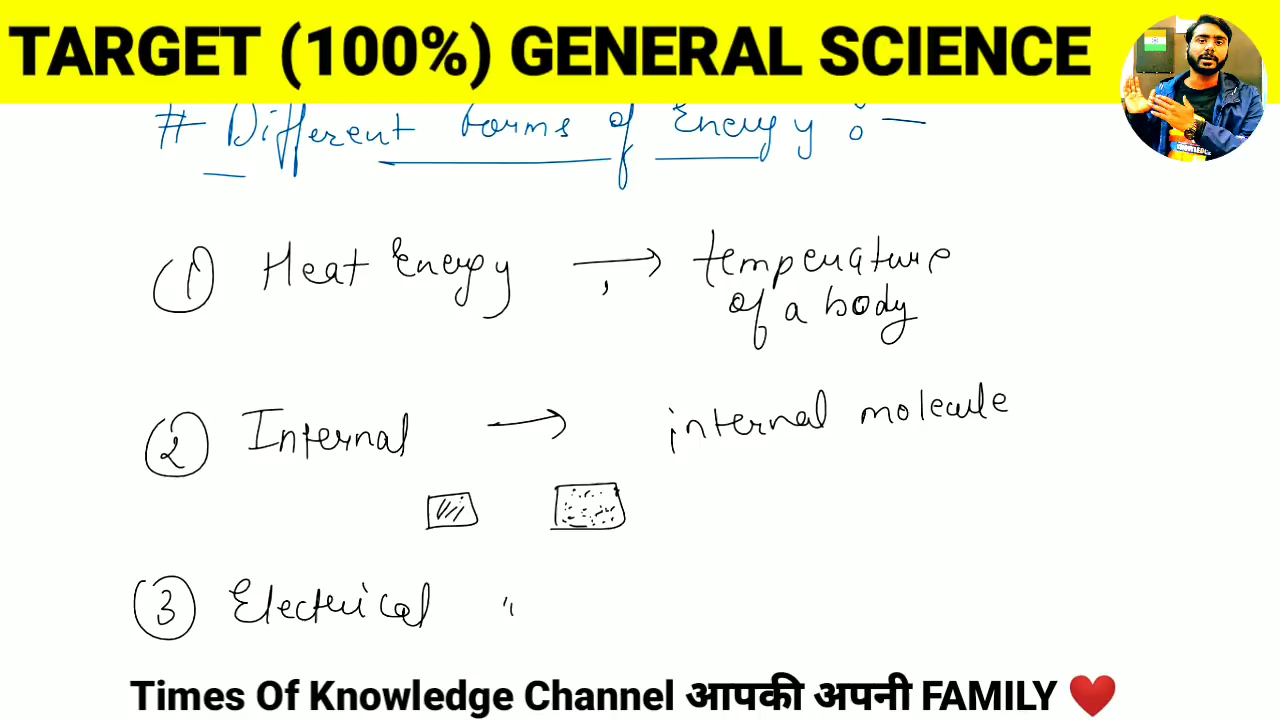 TARGET (100%) GENERAL SCIENCE
# Different forms of Energy :-
① Heat Energy → temperature
of a body
② Internal → internal molecule
③ Electrical "
Times Of Knowledge Channel आपकी अपनी FAMILY ❤️